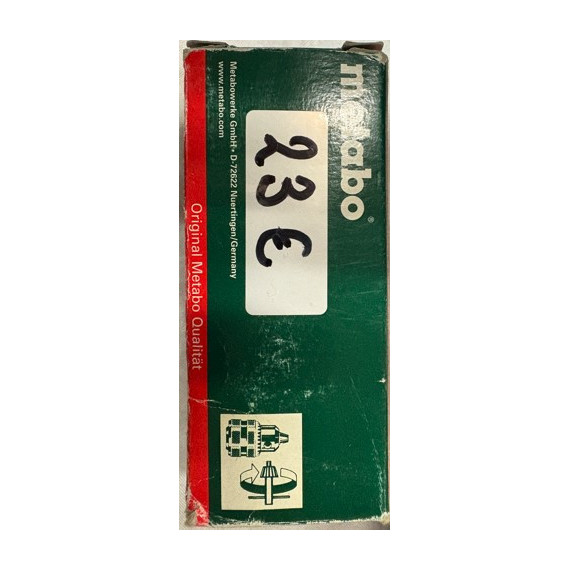 metabo®
23 €
Metabowerke GmbH • D-72622 Nuertingen/Germany
www.metabo.com
Original Metabo Qualität